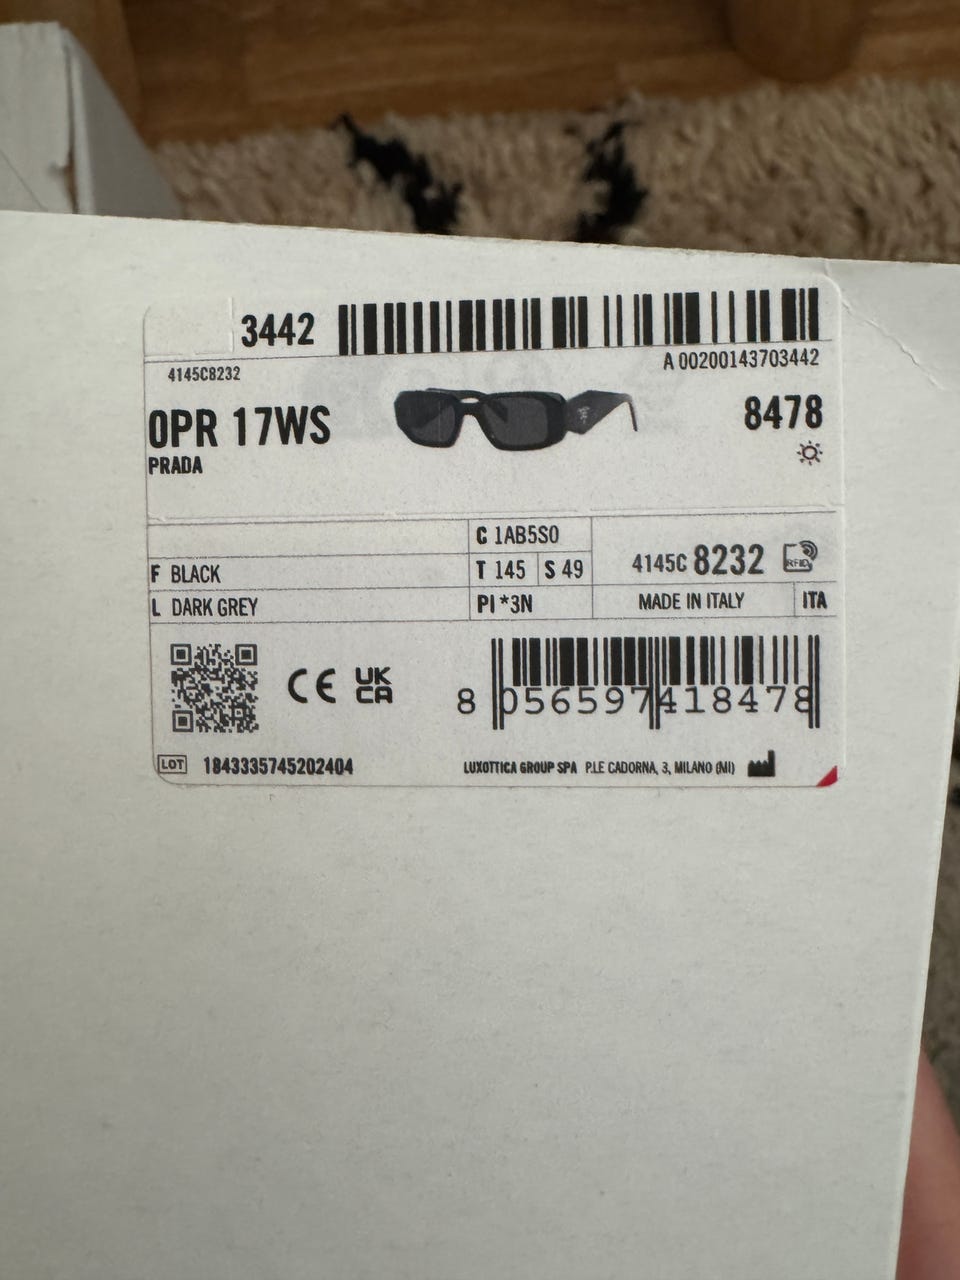 3442
A 00200143703442
4145C8232
0PR 17WS
8478
PRADA
C 1AB5S0
F BLACK
T 145
S 49
4145C 8232
RFID
L DARK GREY
PI *3N
MADE IN ITALY
ITA
CE
UK
CA
8 056597 418478
LOT
1843335745202404
LUXOTTICA GROUP SPA P.LE CADORNA, 3, MILANO (MI)